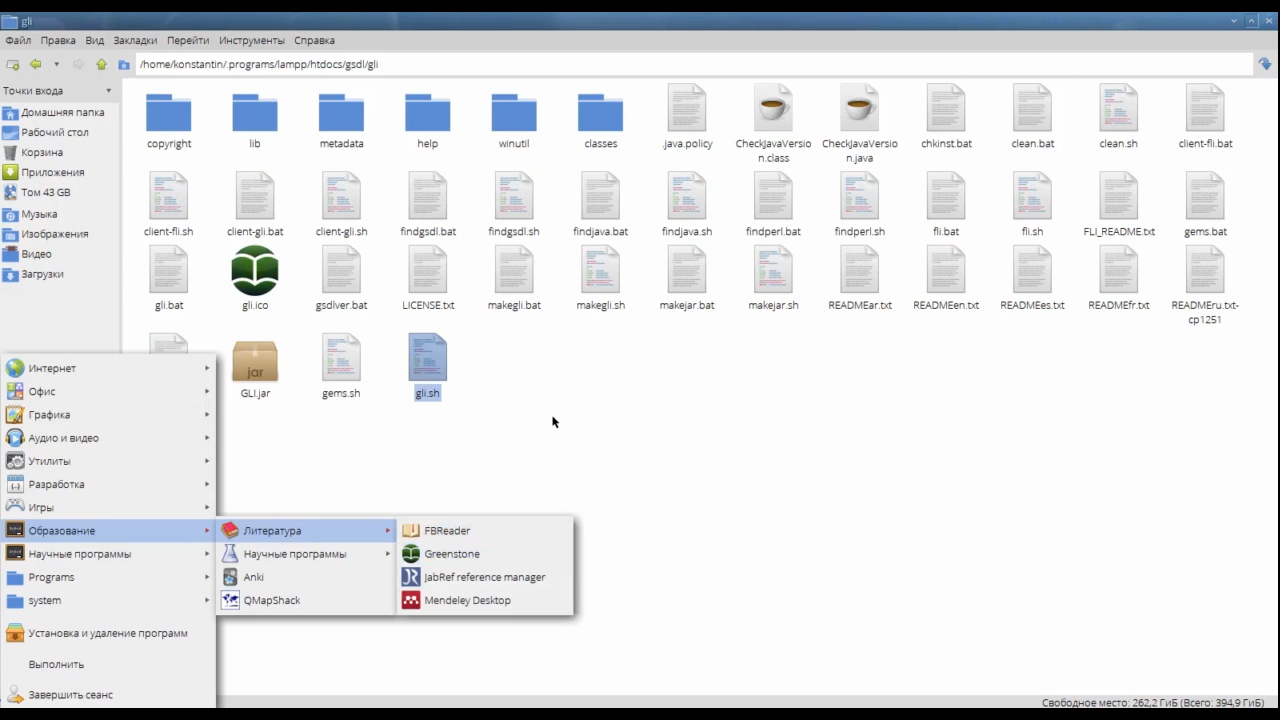 gli
Файл Правка Вид Закладки Перейти Инструменты Справка
/home/konstantin/.programs/lampp/htdocs/gsdl/gli
Точки входа
Домашняя папка
Рабочий стол
Корзина
Приложения
Том 43 GB
Музыка
Изображения
Видео
Загрузки
copyright lib metadata help winutil classes .java.policy CheckJavaVersio CheckJavaVersio chkinst.bat clean.bat clean.sh client-fli.bat
n.class n.java
client-fli.sh client-gli.bat client-gli.sh findgsdl.bat findgsdl.sh findjava.bat findjava.sh findperl.bat findperl.sh fli.bat fli.sh FLI_README.txt gems.bat
gli.bat gli.ico gsdlver.bat LICENSE.txt makegli.bat makegli.sh makejar.bat makejar.sh READMEar.txt READMEen.txt READMEes.txt READMEfr.txt READMEru.txt-
cp1251
jar
GLI.jar gems.sh gli.sh
Интернет
Офис
Графика
Аудио и видео
Утилиты
Разработка
Игры
Образование
Научные программы
Programs
system
Установка и удаление программ
Выполнить
Завершить сеанс
Литература
Научные программы
Anki
QMapShack
FBReader
Greenstone
JabRef reference manager
Mendeley Desktop
Свободное место: 262,2 ГиБ (Всего: 394,9 ГиБ)